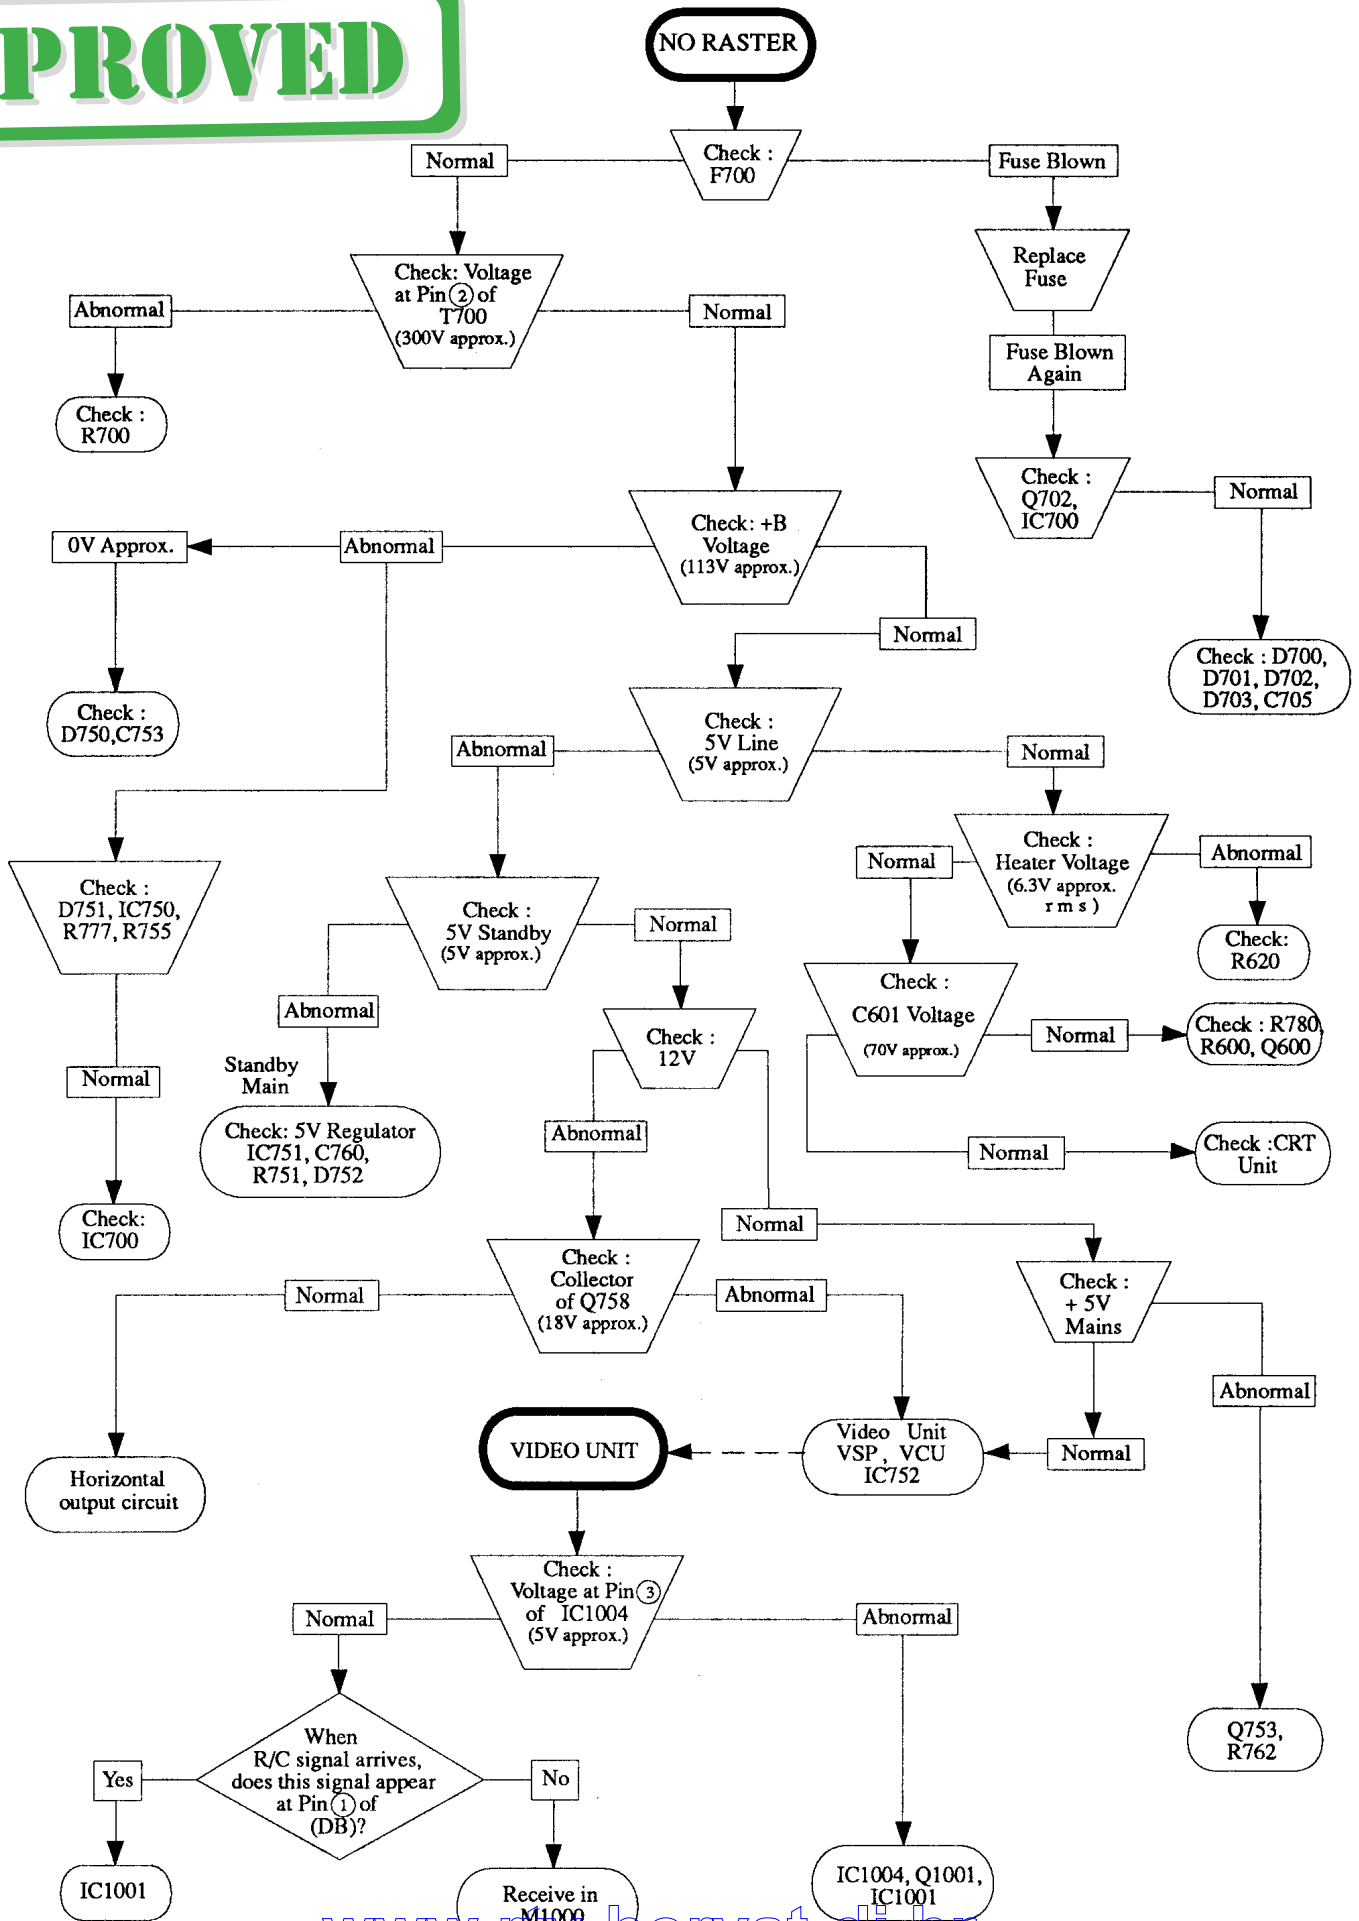 PROVED
NO RASTER
Normal
Check :
F700
Fuse Blown
Check: Voltage
at Pin 2 of
T700
(300V approx.)
Replace
Fuse
Abnormal
Normal
Fuse Blown
Again
Check :
R700
Check :
Q702,
IC700
Normal
Check: +B
Voltage
(113V approx.)
0V Approx.
Abnormal
Normal
Check : D700,
D701, D702,
D703, C705
Check :
D750,C753
Check :
5V Line
(5V approx.)
Abnormal
Normal
Check :
Heater Voltage
(6.3V approx.
r m s )
Normal
Abnormal
Check :
D751, IC750,
R777, R755
Check :
5V Standby
(5V approx.)
Normal
Check:
R620
Check :
C601 Voltage
(70V approx.)
Abnormal
Check :
12V
Normal
Check : R780,
R600, Q600
Standby
Main
Normal
Check: 5V Regulator
IC751, C760,
R751, D752
Abnormal
Normal
Check :CRT
Unit
Check:
IC700
Normal
Check :
Collector
of Q758
(18V approx.)
Normal
Abnormal
Check :
+ 5V
Mains
Abnormal
Horizontal
output circuit
VIDEO UNIT
Video Unit
VSP , VCU
IC752
Normal
Check :
Voltage at Pin 3
of IC1004
(5V approx.)
Normal
Abnormal
When
R/C signal arrives,
does this signal appear
at Pin 1 of
(DB)?
Yes
No
Q753,
R762
IC1001
Receive in
M1000
IC1004, Q1001,
IC1001